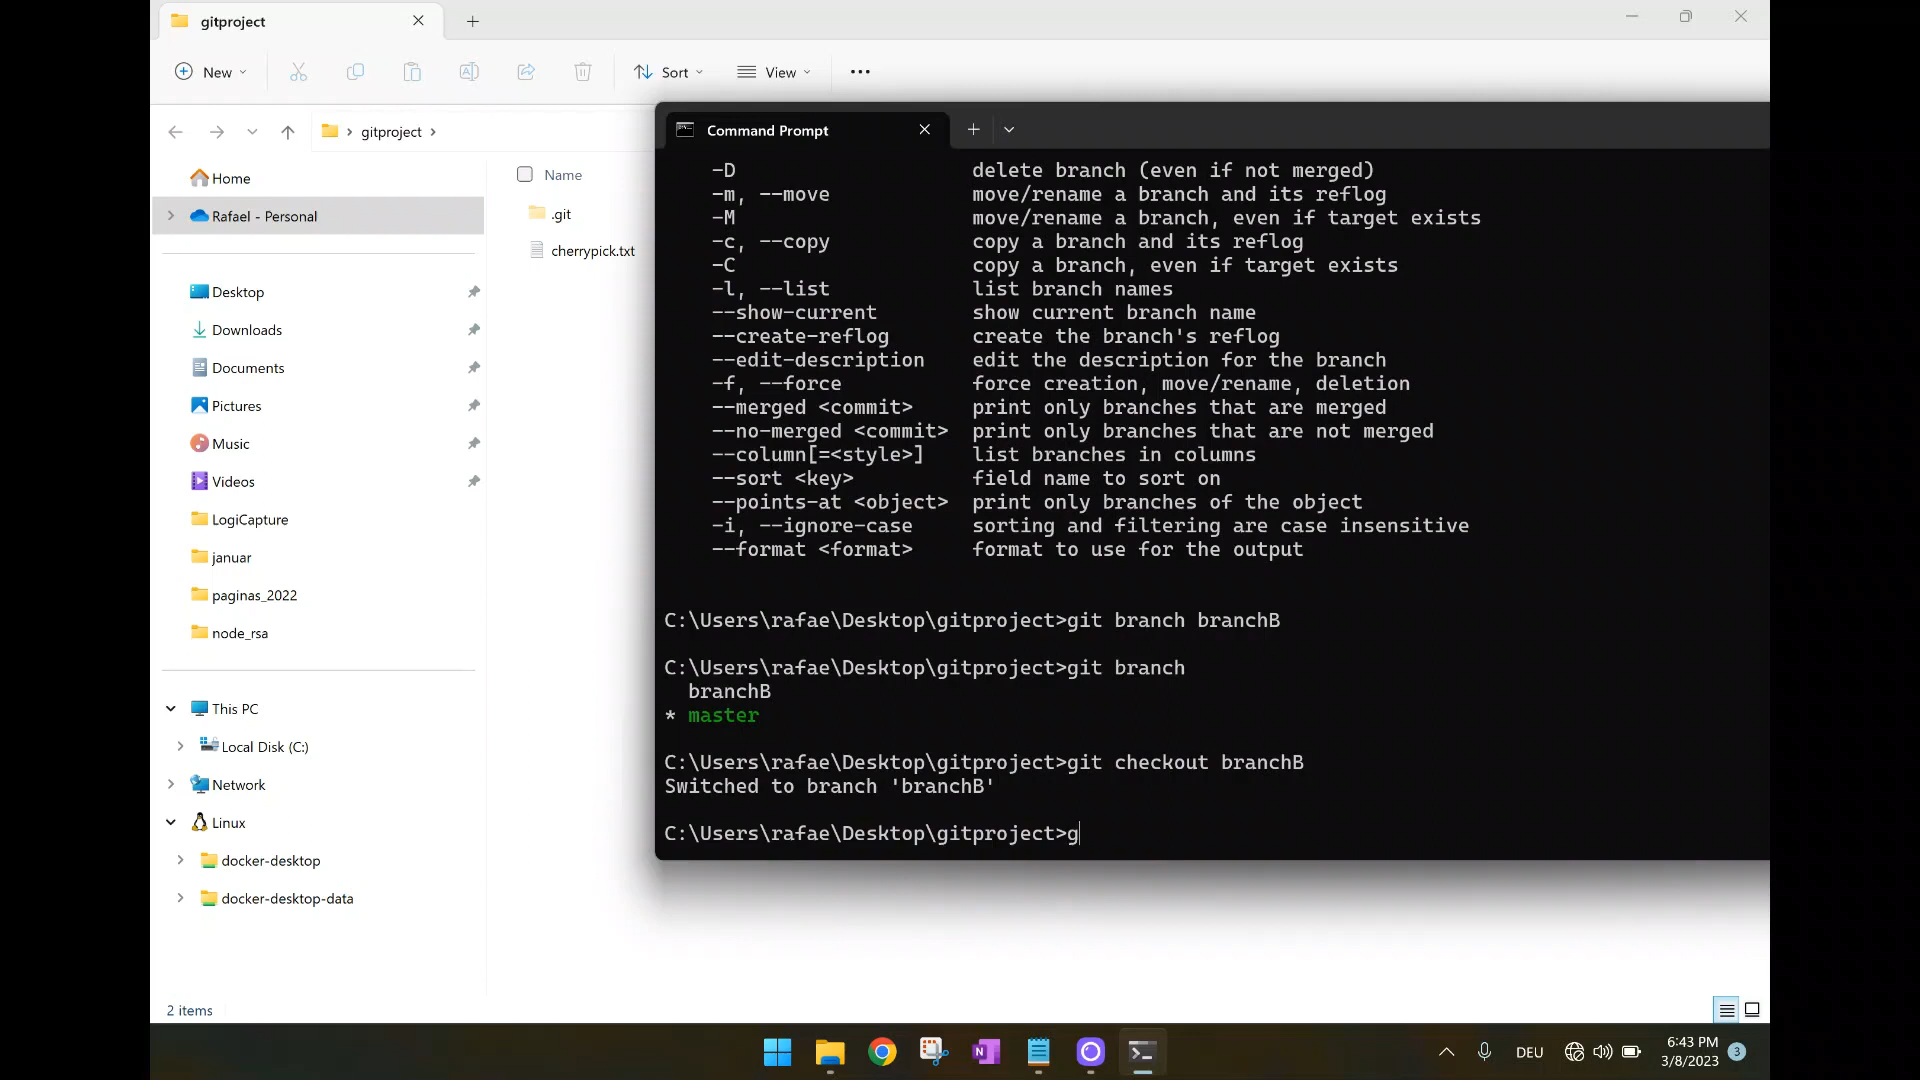 gitproject
New
Sort
View
gitproject
Home
Rafael - Personal
Desktop
Downloads
Documents
Pictures
Music
Videos
LogiCapture
januar
paginas_2022
node_rsa
This PC
Local Disk (C:)
Network
Linux
docker-desktop
docker-desktop-data
Name
.git
cherrypick.txt
2 items
Command Prompt
-D delete branch (even if not merged)
-m, --move move/rename a branch and its reflog
-M move/rename a branch, even if target exists
-c, --copy copy a branch and its reflog
-C copy a branch, even if target exists
-l, --list list branch names
--show-current show current branch name
--create-reflog create the branch's reflog
--edit-description edit the description for the branch
-f, --force force creation, move/rename, deletion
--merged <commit> print only branches that are merged
--no-merged <commit> print only branches that are not merged
--column[=<style>] list branches in columns
--sort <key> field name to sort on
--points-at <object> print only branches of the object
-i, --ignore-case sorting and filtering are case insensitive
--format <format> format to use for the output
C:\Users\rafae\Desktop\gitproject>git branch branchB
C:\Users\rafae\Desktop\gitproject>git branch
branchB
* master
C:\Users\rafae\Desktop\gitproject>git checkout branchB
Switched to branch 'branchB'
C:\Users\rafae\Desktop\gitproject>g
DEU
6:43 PM
3/8/2023
3